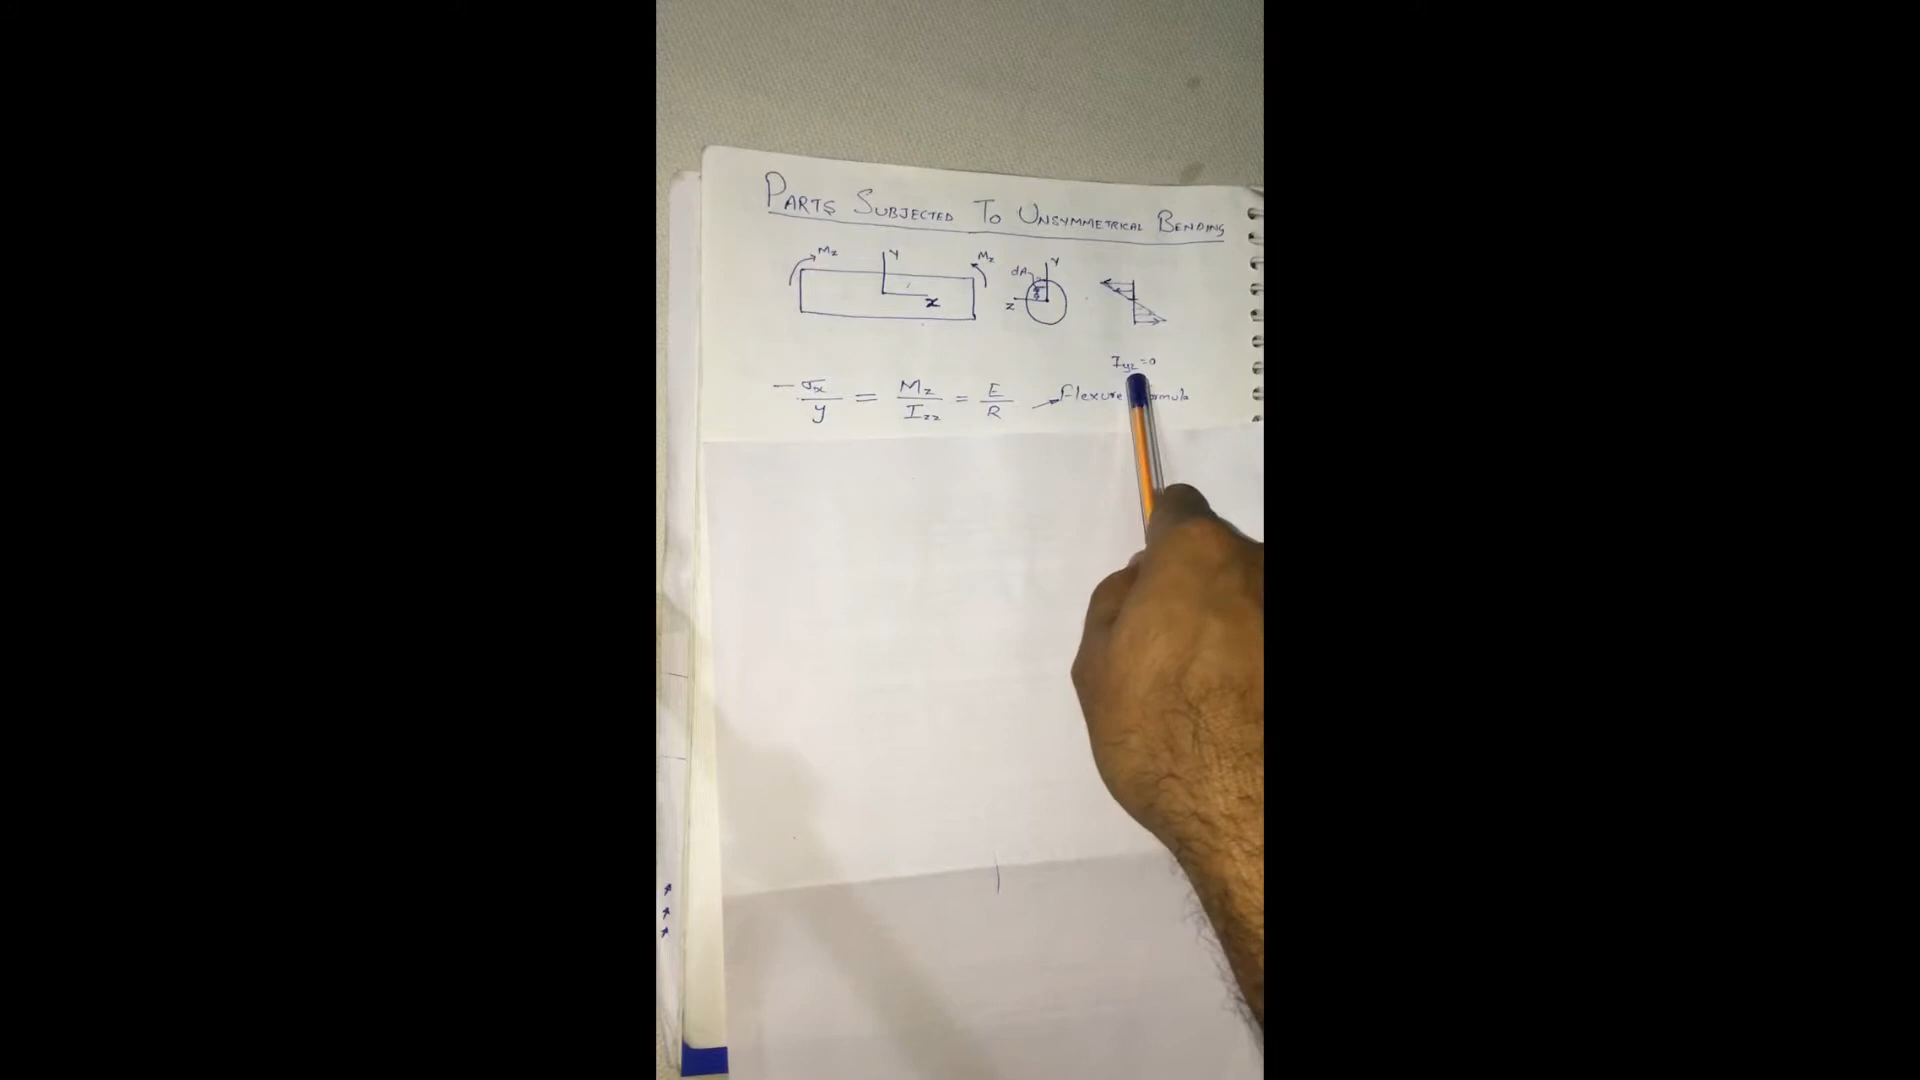 PARTS SUBJECTED TO UNSYMMETRICAL BENDING
Mz Y Mz dA Y
x Z
Iyz=0
-σx/y = Mz/Izz = E/R → flexure